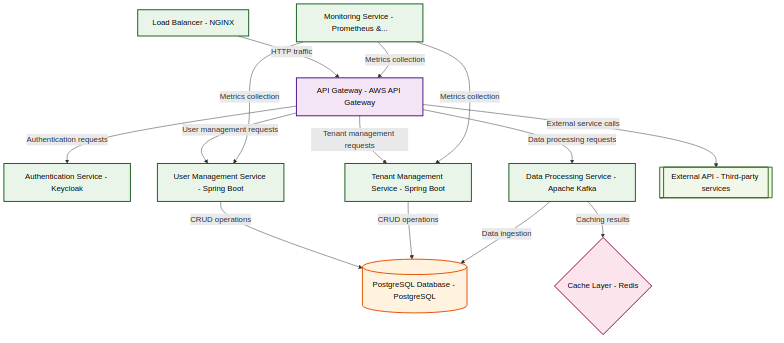 Load Balancer - NGINX
Monitoring Service -
Prometheus &...
HTTP traffic
Metrics collection
Metrics collection
Metrics collection
API Gateway - AWS API
Gateway
Authentication requests
User management requests
Tenant management
requests
External service calls
Data processing requests
Authentication Service -
Keycloak
User Management Service
- Spring Boot
Tenant Management
Service - Spring Boot
Data Processing Service -
Apache Kafka
External API - Third-party
services
CRUD operations
CRUD operations
Data ingestion
Caching results
PostgreSQL Database -
PostgreSQL
Cache Layer - Redis